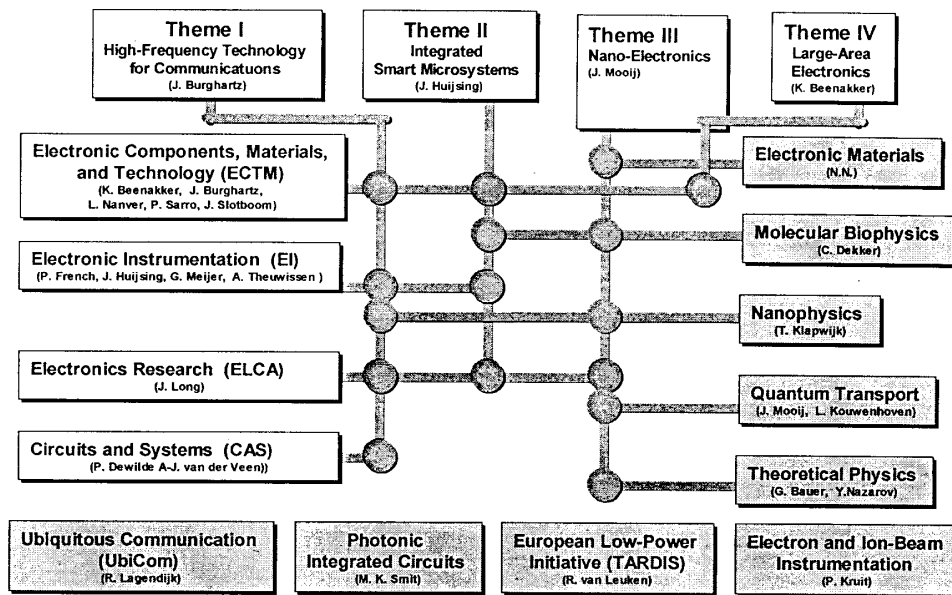 Theme I
High-Frequency Technology
for Communicatuons
(J. Burghartz)
Theme II
Integrated
Smart Microsystems
(J. Huijsing)
Theme III
Nano-Electronics
(J. Mooij)
Theme IV
Large-Area
Electronics
(K. Beenakker)
Electronic Components, Materials,
and Technology (ECTM)
(K. Beenakker, J. Burghartz,
L. Nanver, P. Sarro, J. Slotboom)
Electronic Instrumentation (EI)
(P. French, J. Huijsing, G. Meijer, A. Theuwissen )
Electronics Research (ELCA)
(J. Long)
Circuits and Systems (CAS)
(P. Dewilde A-J. van der Veen))
Electronic Materials
(N.N.)
Molecular Biophysics
(C. Dekker)
Nanophysics
(T. Klapwijk)
Quantum Transport
(J. Mooij, L. Kouwenhoven)
Theoretical Physics
(G. Bauer, Y.Nazarov)
Ubiquitous Communication
(UbiCom)
(R. Lagendijk)
Photonic
Integrated Circuits
(M. K. Smit)
European Low-Power
Initiative (TARDIS)
(R. van Leuken)
Electron and Ion-Beam
Instrumentation
(P. Kruit)